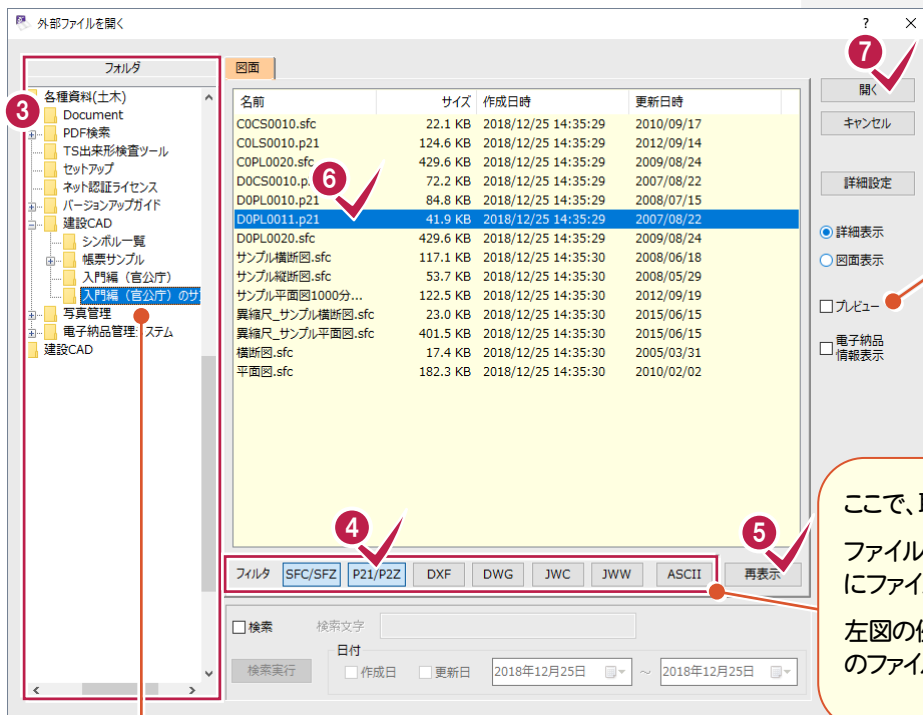 外部ファイルを開く
? ×
フォルダ
3
各種資料(土木)
Document
PDF検索
TS出来形検査ツール
セットアップ
ネット認証ライセンス
バージョンアップガイド
建設CAD
シンボル一覧
帳票サンプル
入門編（官公庁）
入門編（官公庁）のサ
写真管理
電子納品管理システム
建設CAD
図面
名前 サイズ 作成日時 更新日時
C0CS0010.sfc 22.1 KB 2018/12/25 14:35:29 2010/09/17
C0LS0010.p21 124.6 KB 2018/12/25 14:35:29 2012/09/14
C0PL0020.sfc 429.6 KB 2018/12/25 14:35:29 2009/08/24
D0CS0010.p 72.2 KB 2018/12/25 14:35:29 2007/08/22
D0PL0010.p21 84.8 KB 2018/12/25 14:35:29 2008/07/15
D0PL0011.p21 41.9 KB 2018/12/25 14:35:29 2007/08/22
D0PL0020.sfc 429.6 KB 2018/12/25 14:35:29 2009/08/24
サンプル横断図.sfc 117.1 KB 2018/12/25 14:35:30 2008/06/18
サンプル縦断図.sfc 53.7 KB 2018/12/25 14:35:30 2008/05/29
サンプル平面図1000分... 122.5 KB 2018/12/25 14:35:30 2012/09/19
異縮尺_サンプル横断図.sfc 23.0 KB 2018/12/25 14:35:30 2015/06/15
異縮尺_サンプル平面図.sfc 401.5 KB 2018/12/25 14:35:30 2015/06/15
横断図.sfc 17.4 KB 2018/12/25 14:35:30 2005/03/31
平面図.sfc 182.3 KB 2018/12/25 14:35:30 2010/02/02
6
4
5
フィルタ SFC/SFZ P21/P2Z DXF DWG JWC JWW ASCII 再表示
検索 検索文字
検索実行
日付
作成日 更新日 2018年12月25日 ～ 2018年12月25日
7
開く
キャンセル
詳細設定
詳細表示
図面表示
プレビュー
電子納品
情報表示
ここで、
ファイル
にファイ
左図の
のファイ